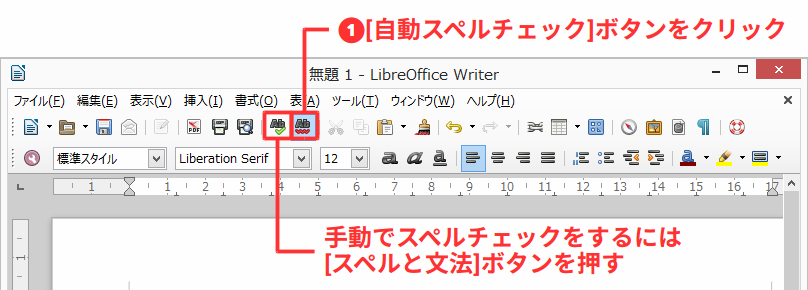 ❶[自動スペルチェック]ボタンをクリック
無題 1 - LibreOffice Writer
ファイル(F) 編集(E) 表示(V) 挿入(I) 書式(O) 表(A) ツール(T) ウィンドウ(W) ヘルプ(H)
PDF Ab Ab
標準スタイル Liberation Serif 12 a a a a
1 1 2 3 4 5 6 7 8 9 10 11 12 13 14 15 16 17
手動でスペルチェックをするには
[スペルと文法]ボタンを押す
1